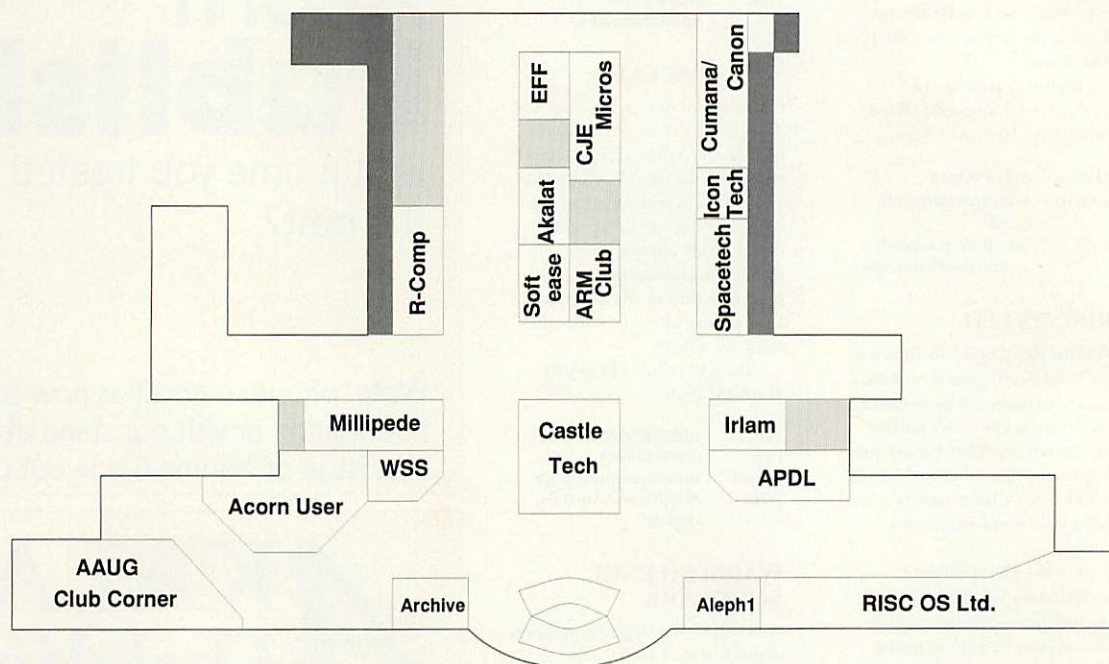 EFF
CJE
Micros
Cumana/
Canon
Akalat
Icon
Tech
R-Comp
Soft
ease
ARM
Club
Spacetech
Millipede
WSS
Castle
Tech
Irlam
APDL
Acorn User
AAUG
Club Corner
Archive
Aleph1
RISC OS Ltd.